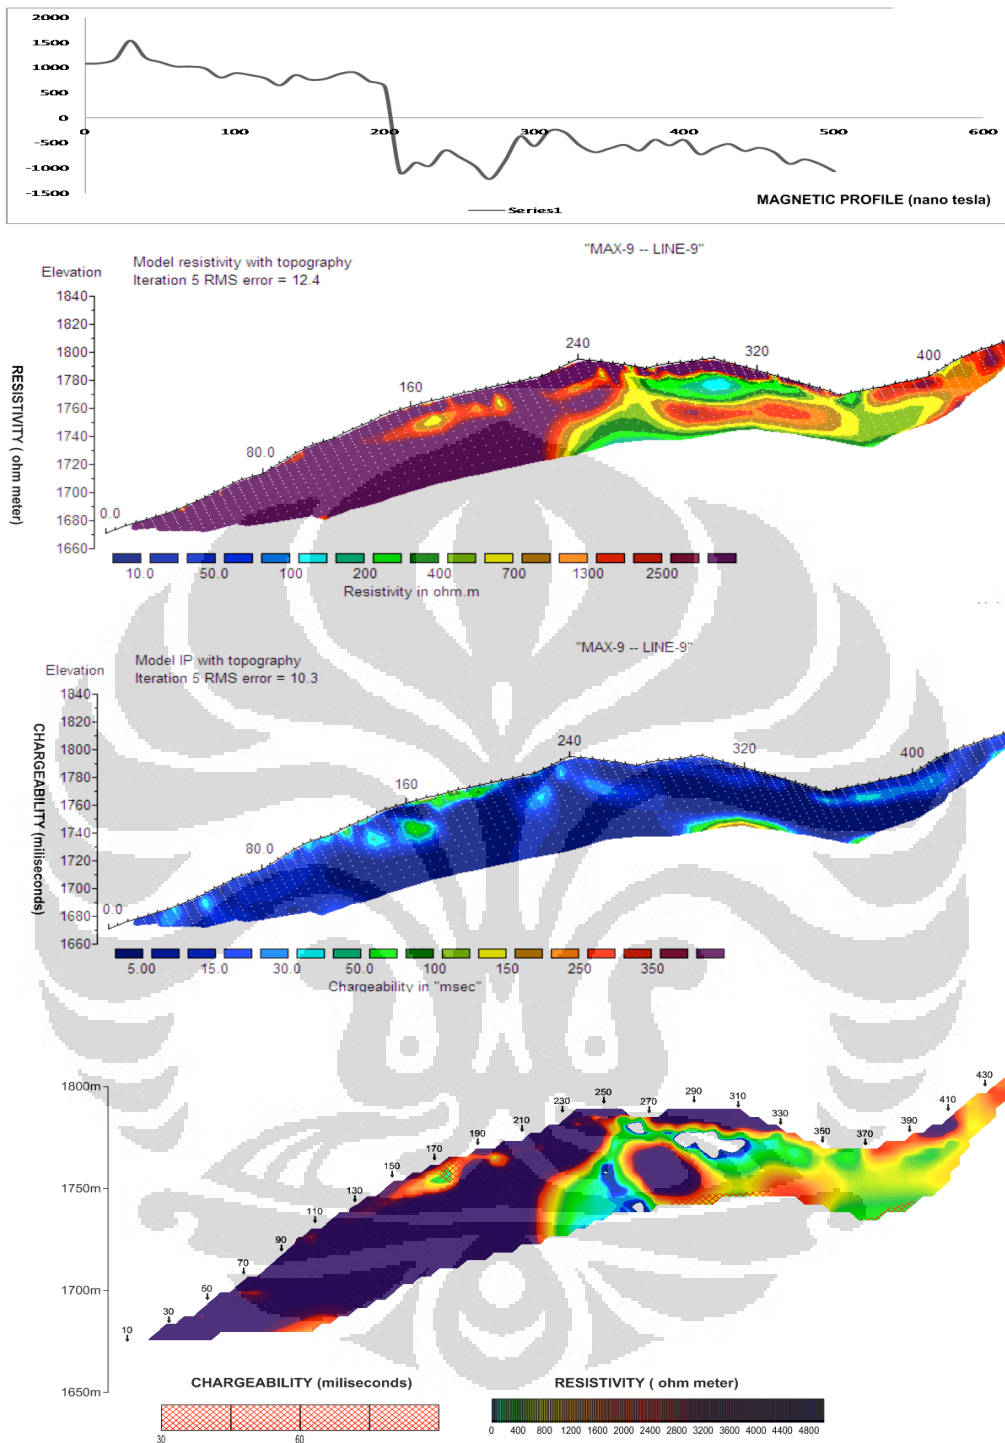 2000
1500
1000
500
0
-500
-1000
-1500
0 100 200 300 400 500 600
Series1
MAGNETIC PROFILE (nano tesla)
"MAX-9 -- LINE-9"
Model resistivity with topography
Elevation
Iteration 5 RMS error = 12.4
1840
1820
1800
1780
1760
1740
1720
1700
1680
1660
RESISTIVITY ( ohm meter)
0.0
80.0
160
240
320
400
10.0 50.0 100 200 400 700 1300 2500
Resistivity in ohm.m
"MAX-9 -- LINE-9"
Model IP with topography
Elevation
Iteration 5 RMS error = 10.3
1840
1820
1800
1780
1760
1740
1720
1700
1680
1660
CHARGEABILITY (miliseconds)
0.0
80.0
160
240
320
400
5.00 15.0 30.0 50.0 100 150 250 350
Chargeability in "msec"
1800m
1750m
1700m
1650m
10
30
50
70
90
110
130
150
170
190
210
230
250
270
290
310
330
350
370
390
410
430
CHARGEABILITY (miliseconds)
30 60
RESISTIVITY ( ohm meter)
0 400 800 1200 1600 2000 2400 2800 3200 3600 4000 4400 4800